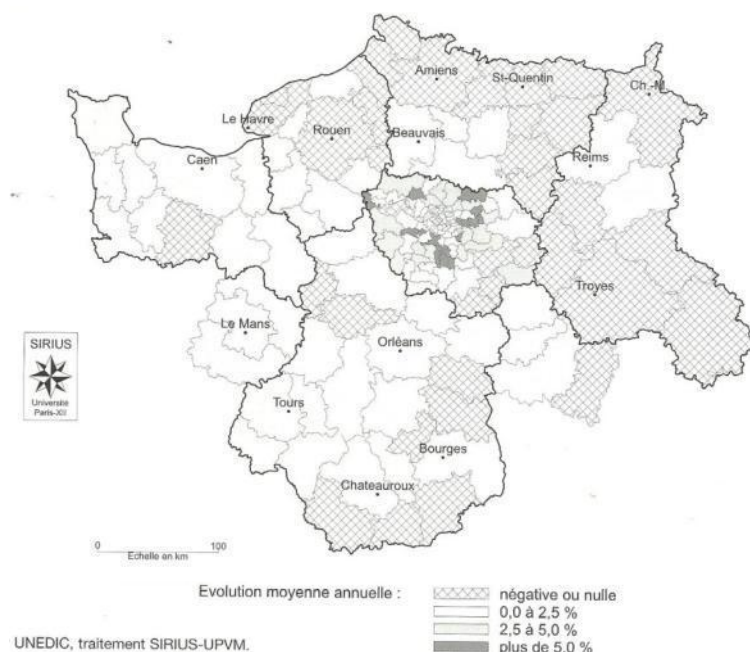 Amiens
St-Quentin
Ch.-M.
Le Havre
Rouen
Beauvais
Reims
Caen
Troyes
Le Mans
Orléans
SIRIUS
Université
Paris-XII
Tours
Bourges
Chateauroux
0 100
Echelle en km
Evolution moyenne annuelle :
négative ou nulle
0,0 à 2,5 %
2,5 à 5,0 %
plus de 5,0 %
UNEDIC, traitement SIRIUS-UPVM.